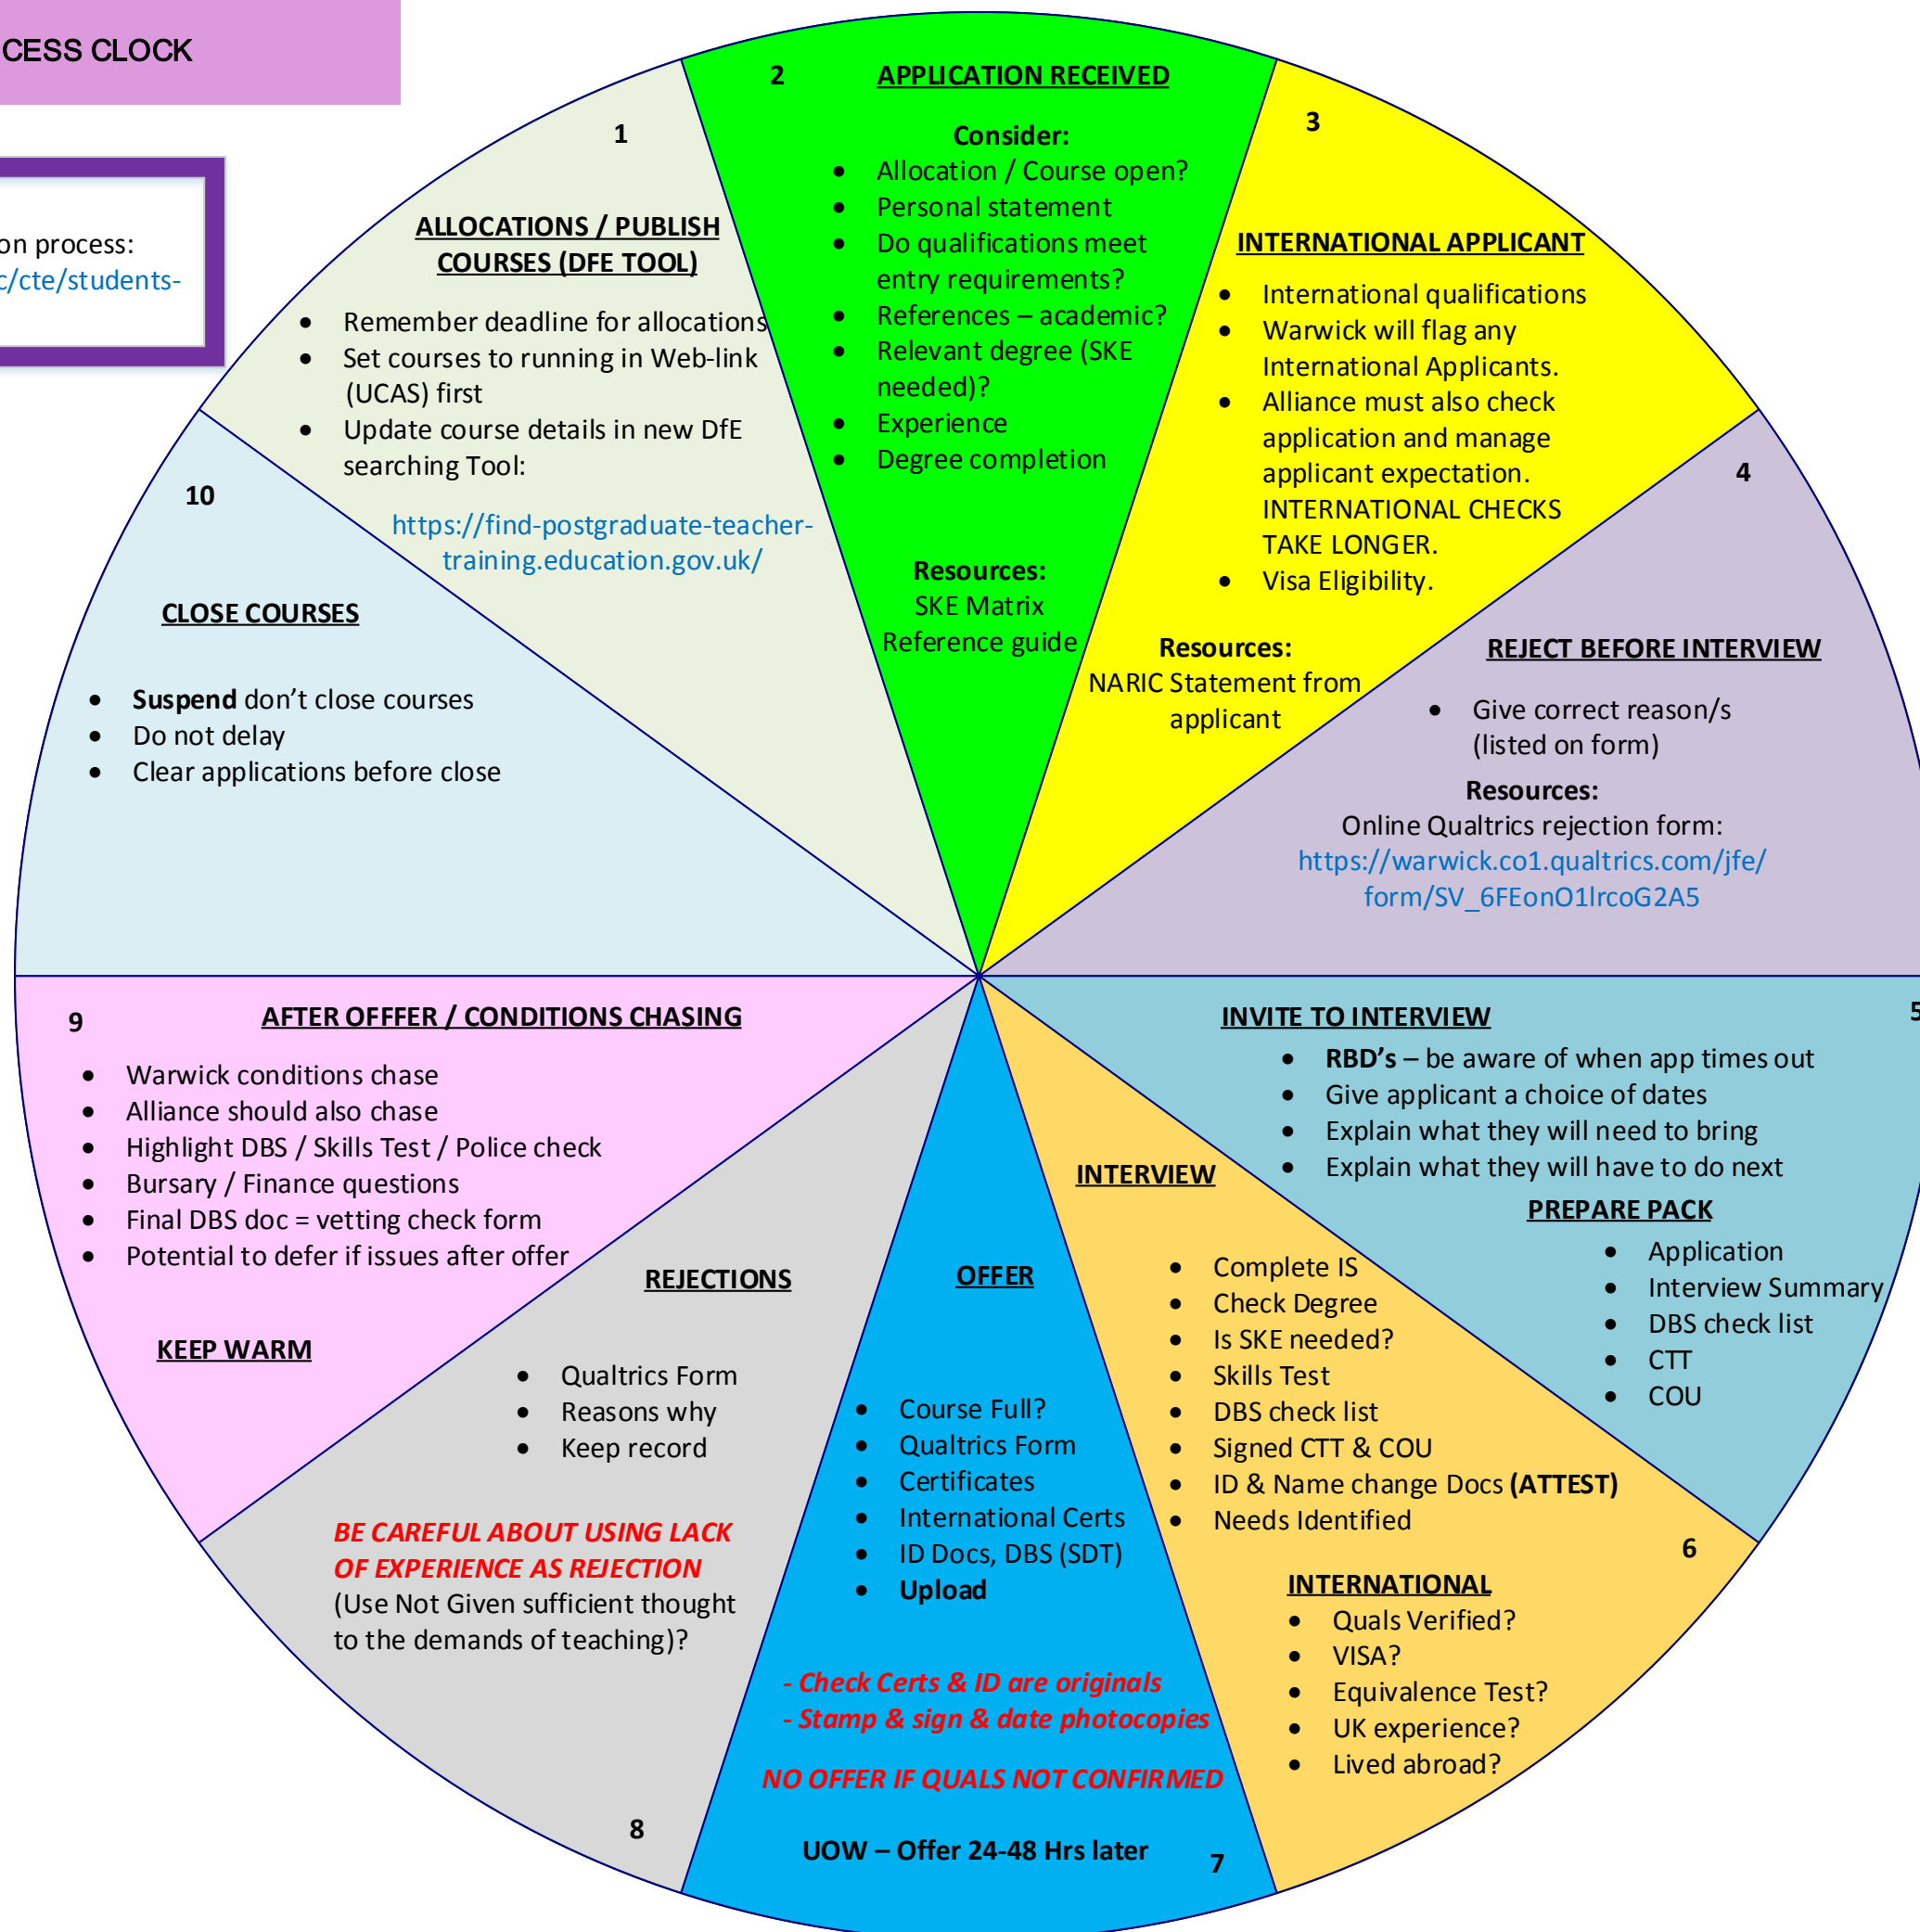 CESS CLOCK
on process:
c/cte/students-
1
ALLOCATIONS / PUBLISH
COURSES (DFE TOOL)
• Remember deadline for allocations
• Set courses to running in Web-link
(UCAS) first
• Update course details in new DfE
searching Tool:
https://find-postgraduate-teacher-
training.education.gov.uk/
2
APPLICATION RECEIVED
Consider:
• Allocation / Course open?
• Personal statement
• Do qualifications meet
entry requirements?
• References – academic?
• Relevant degree (SKE
needed)?
• Experience
• Degree completion
Resources:
SKE Matrix
Reference guide
3
INTERNATIONAL APPLICANT
• International qualifications
• Warwick will flag any
International Applicants.
• Alliance must also check
application and manage
applicant expectation.
INTERNATIONAL CHECKS
TAKE LONGER.
• Visa Eligibility.
Resources:
NARIC Statement from
applicant
4
REJECT BEFORE INTERVIEW
• Give correct reason/s
(listed on form)
Resources:
Online Qualtrics rejection form:
https://warwick.co1.qualtrics.com/jfe/
form/SV_6FEonO1lrcoG2A5
5
INVITE TO INTERVIEW
• RBD's – be aware of when app times out
• Give applicant a choice of dates
• Explain what they will need to bring
• Explain what they will have to do next
PREPARE PACK
• Application
• Interview Summary
• DBS check list
• CTT
• COU
6
INTERVIEW
• Complete IS
• Check Degree
• Is SKE needed?
• Skills Test
• DBS check list
• Signed CTT & COU
• ID & Name change Docs (ATTEST)
• Needs Identified
INTERNATIONAL
• Quals Verified?
• VISA?
• Equivalence Test?
• UK experience?
• Lived abroad?
7
OFFER
• Course Full?
• Qualtrics Form
• Certificates
• International Certs
• ID Docs, DBS (SDT)
• Upload
- Check Certs & ID are originals
- Stamp & sign & date photocopies
NO OFFER IF QUALS NOT CONFIRMED
UOW – Offer 24-48 Hrs later
8
REJECTIONS
• Qualtrics Form
• Reasons why
• Keep record
BE CAREFUL ABOUT USING LACK
OF EXPERIENCE AS REJECTION
(Use Not Given sufficient thought
to the demands of teaching)?
9
AFTER OFFFER / CONDITIONS CHASING
• Warwick conditions chase
• Alliance should also chase
• Highlight DBS / Skills Test / Police check
• Bursary / Finance questions
• Final DBS doc = vetting check form
• Potential to defer if issues after offer
KEEP WARM
10
CLOSE COURSES
• Suspend don't close courses
• Do not delay
• Clear applications before close